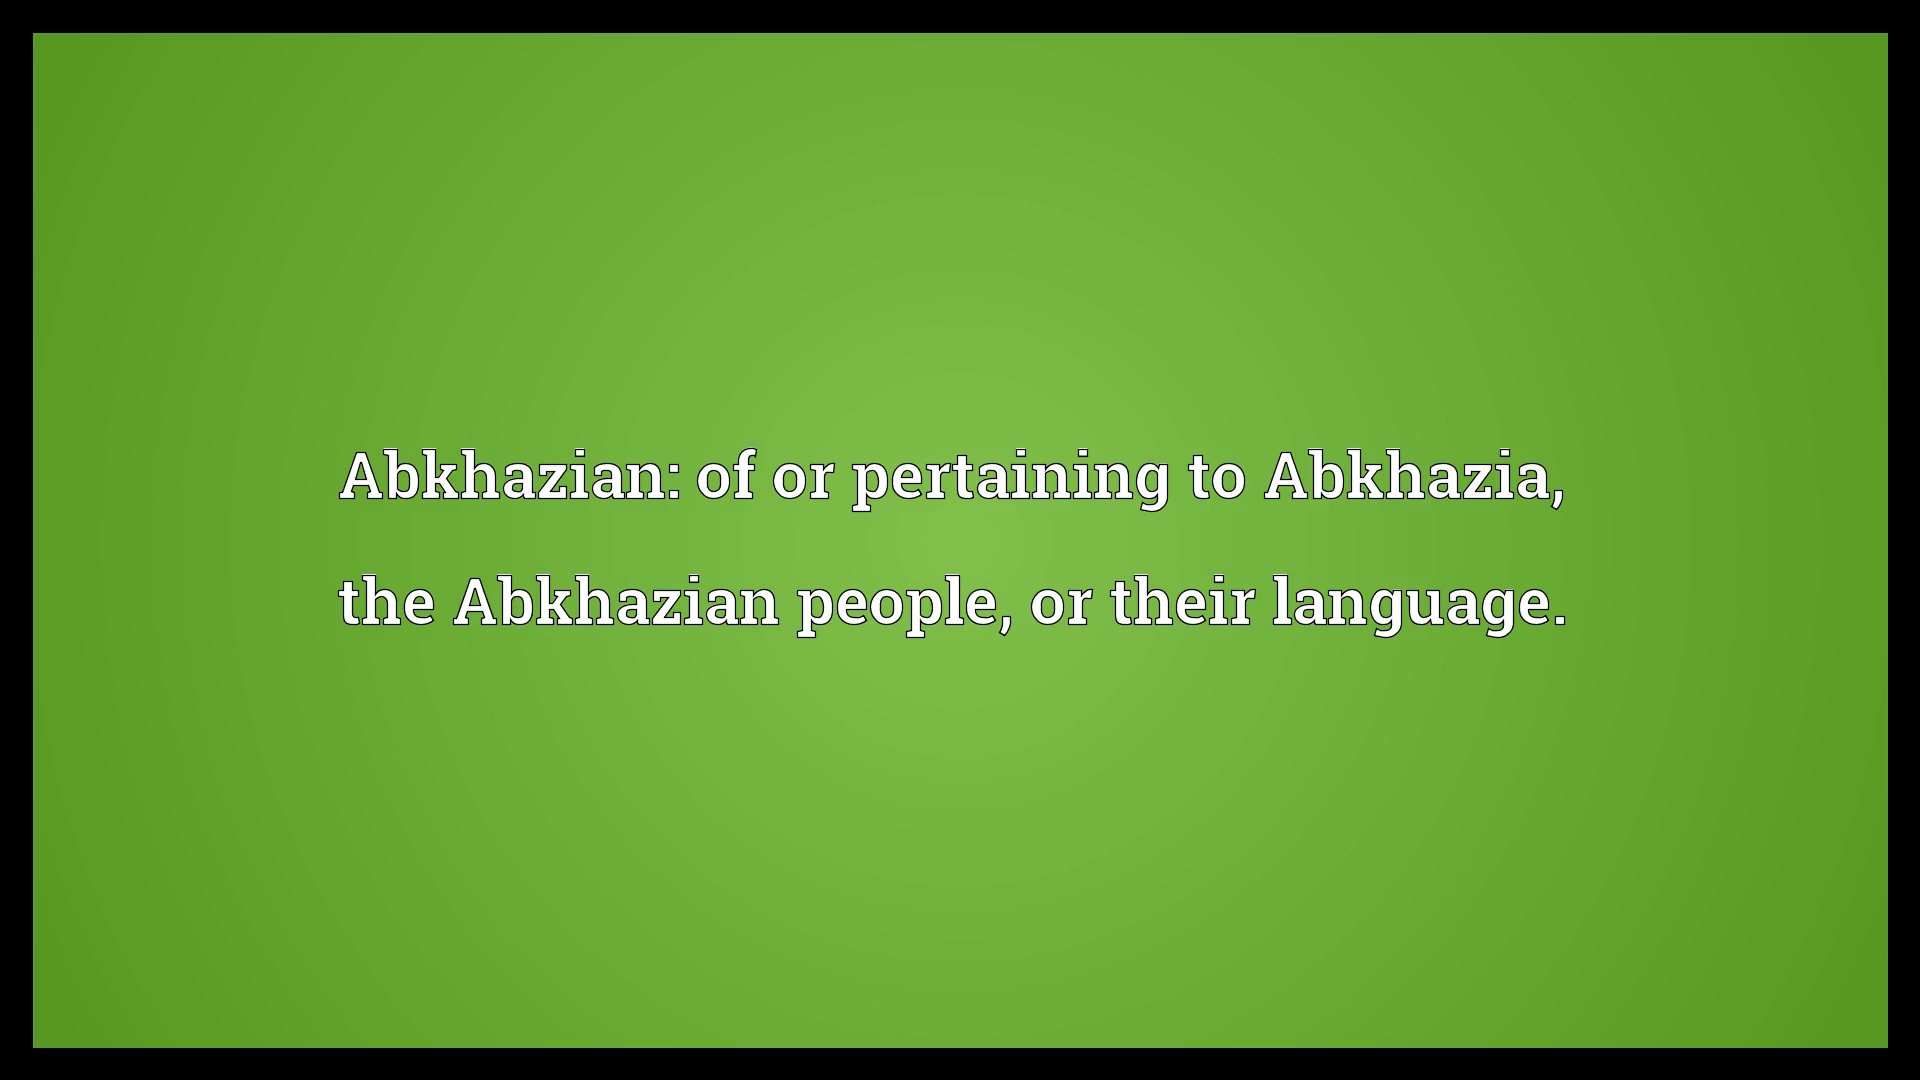 Abkhazian: of or pertaining to Abkhazia,
the Abkhazian people, or their language.